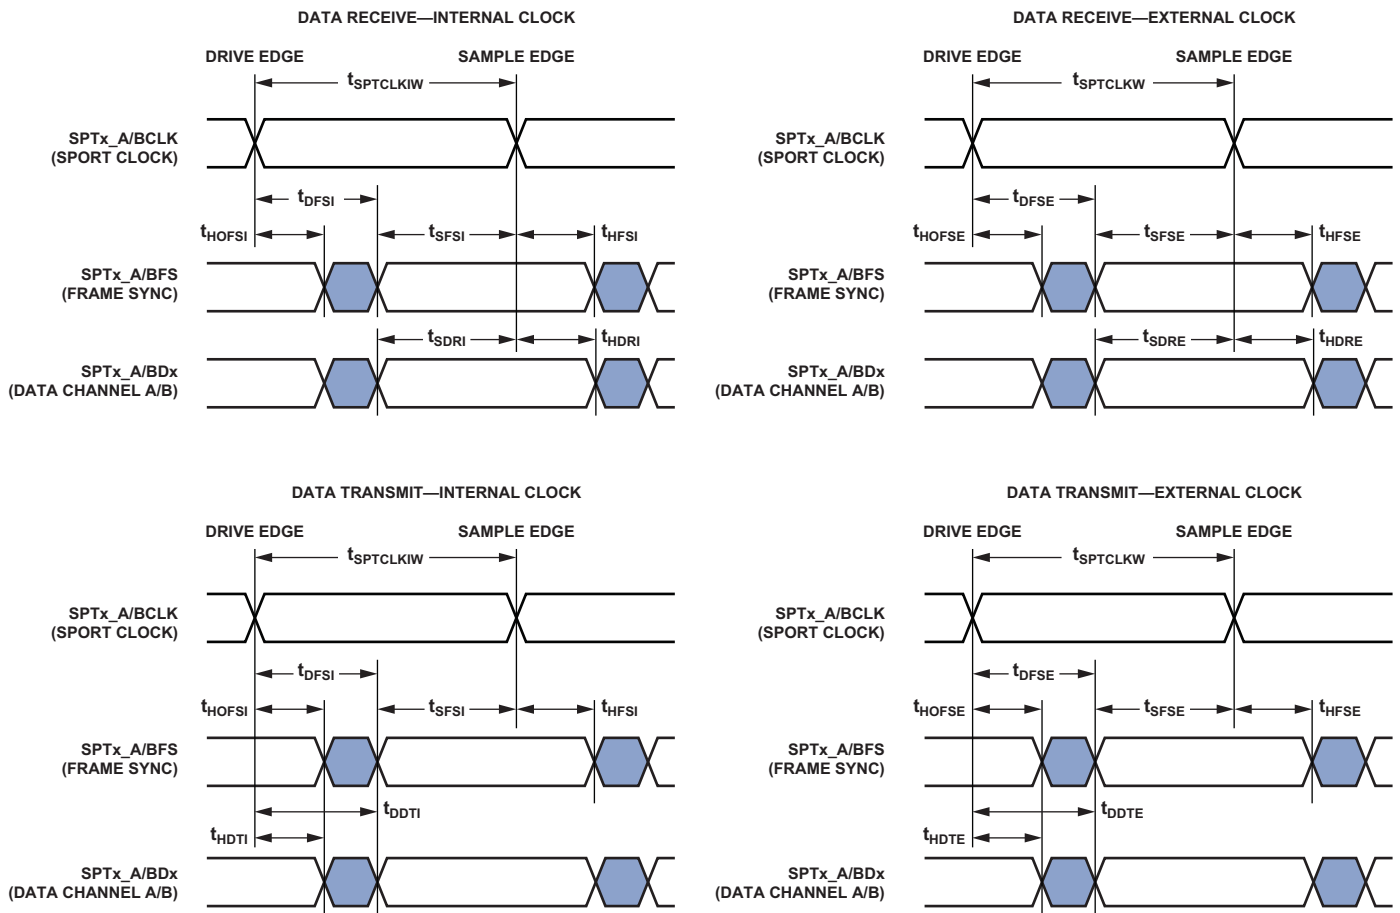 DATA RECEIVE—INTERNAL CLOCK
DRIVE EDGE
SAMPLE EDGE
tSPTCLKIW
SPTx_A/BCLK
(SPORT CLOCK)
tDFSI
tHOFSI
tSFSI
tHFSI
SPTx_A/BFS
(FRAME SYNC)
tSDRI
tHDRI
SPTx_A/BDx
(DATA CHANNEL A/B)
DATA RECEIVE—EXTERNAL CLOCK
DRIVE EDGE
SAMPLE EDGE
tSPTCLKW
SPTx_A/BCLK
(SPORT CLOCK)
tDFSE
tHOFSE
tSFSE
tHFSE
SPTx_A/BFS
(FRAME SYNC)
tSDRE
tHDRE
SPTx_A/BDx
(DATA CHANNEL A/B)
DATA TRANSMIT—INTERNAL CLOCK
DRIVE EDGE
SAMPLE EDGE
tSPTCLKIW
SPTx_A/BCLK
(SPORT CLOCK)
tDFSI
tHOFSI
tSFSI
tHFSI
SPTx_A/BFS
(FRAME SYNC)
tDDTI
tHDTI
SPTx_A/BDx
(DATA CHANNEL A/B)
DATA TRANSMIT—EXTERNAL CLOCK
DRIVE EDGE
SAMPLE EDGE
tSPTCLKW
SPTx_A/BCLK
(SPORT CLOCK)
tDFSE
tHOFSE
tSFSE
tHFSE
SPTx_A/BFS
(FRAME SYNC)
tDDTE
tHDTE
SPTx_A/BDx
(DATA CHANNEL A/B)